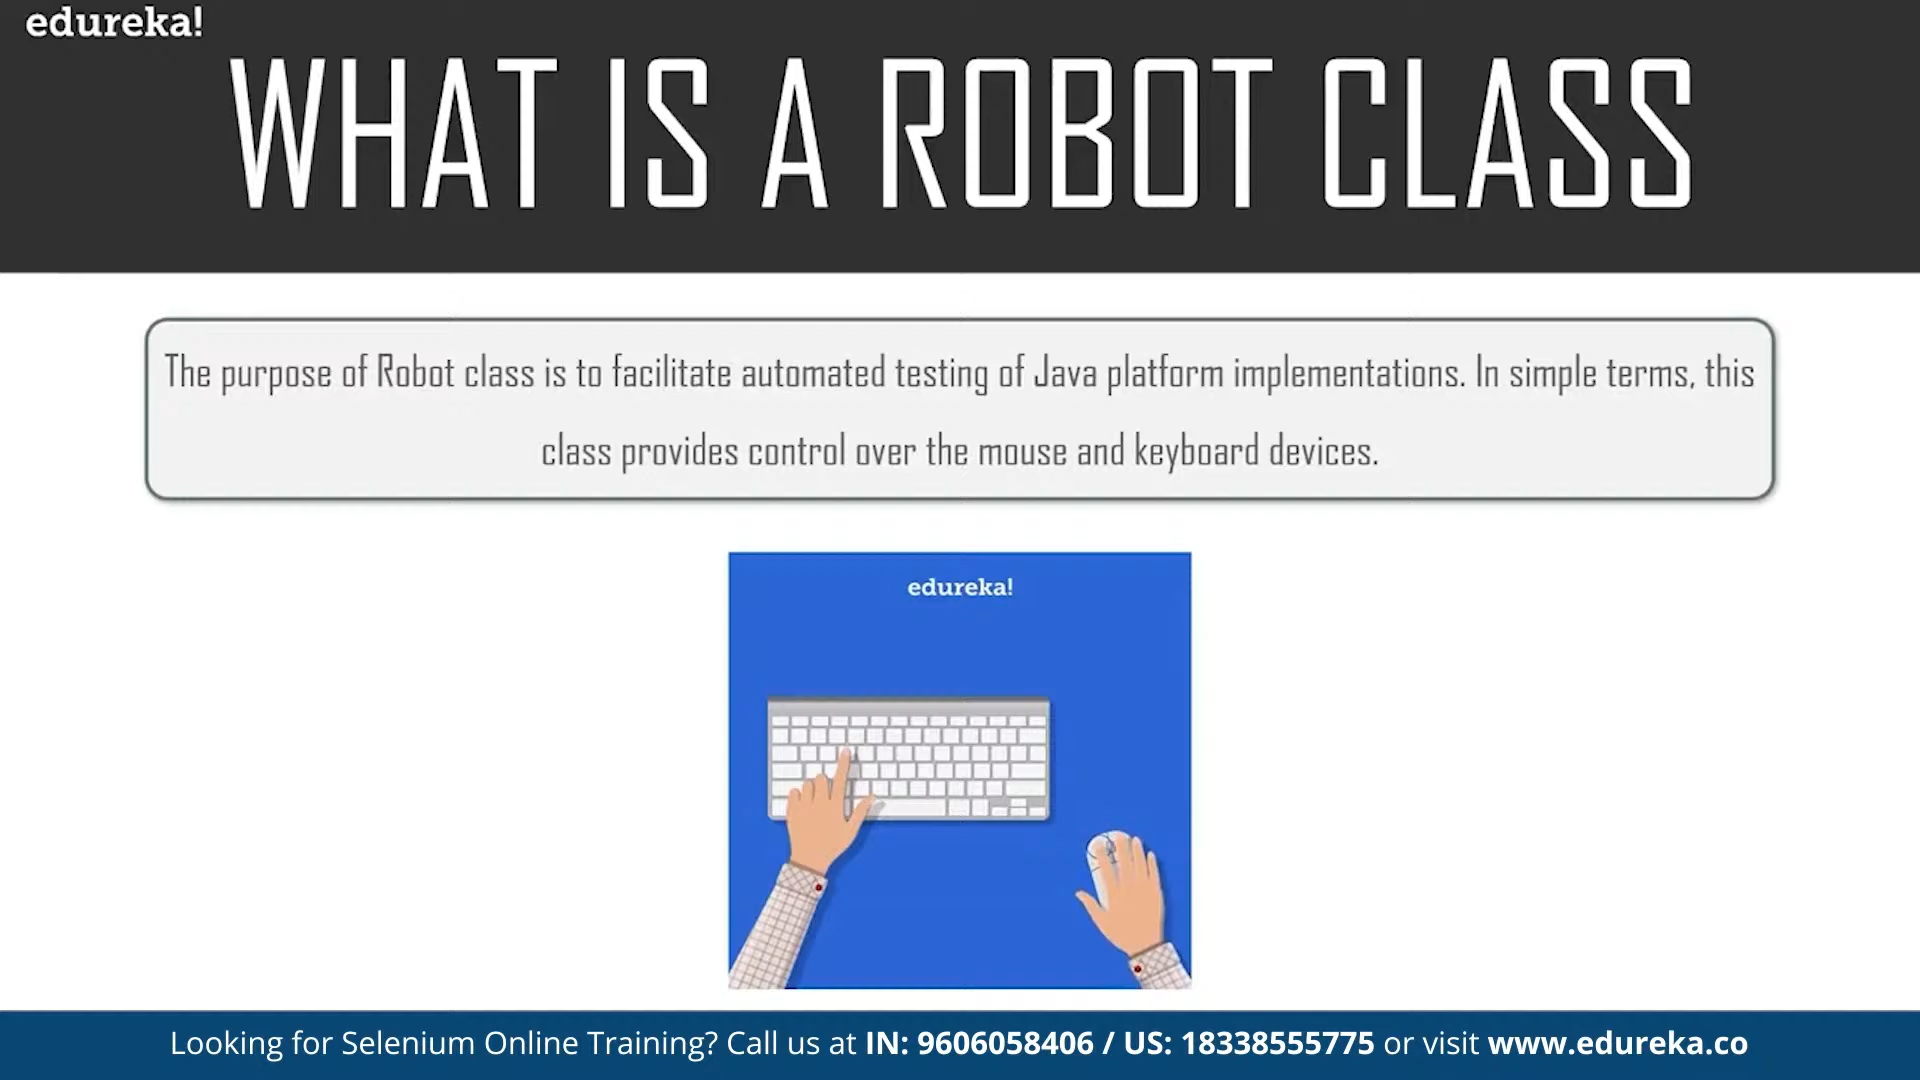 edureka!
WHAT IS A ROBOT CLASS
The purpose of Robot class is to facilitate automated testing of Java platform implementations. In simple terms, this
class provides control over the mouse and keyboard devices.
edureka!
Looking for Selenium Online Training? Call us at IN: 9606058406 / US: 18338555775 or visit www.edureka.co